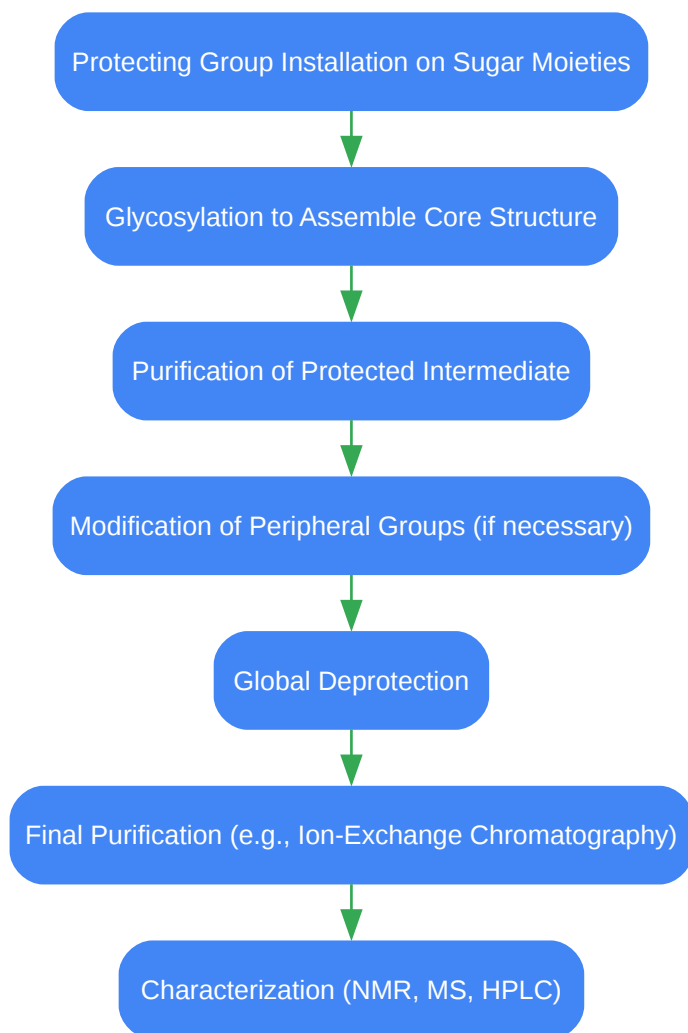 Protecting Group Installation on Sugar Moieties
Glycosylation to Assemble Core Structure
Purification of Protected Intermediate
Modification of Peripheral Groups (if necessary)
Global Deprotection
Final Purification (e.g., Ion-Exchange Chromatography)
Characterization (NMR, MS, HPLC)